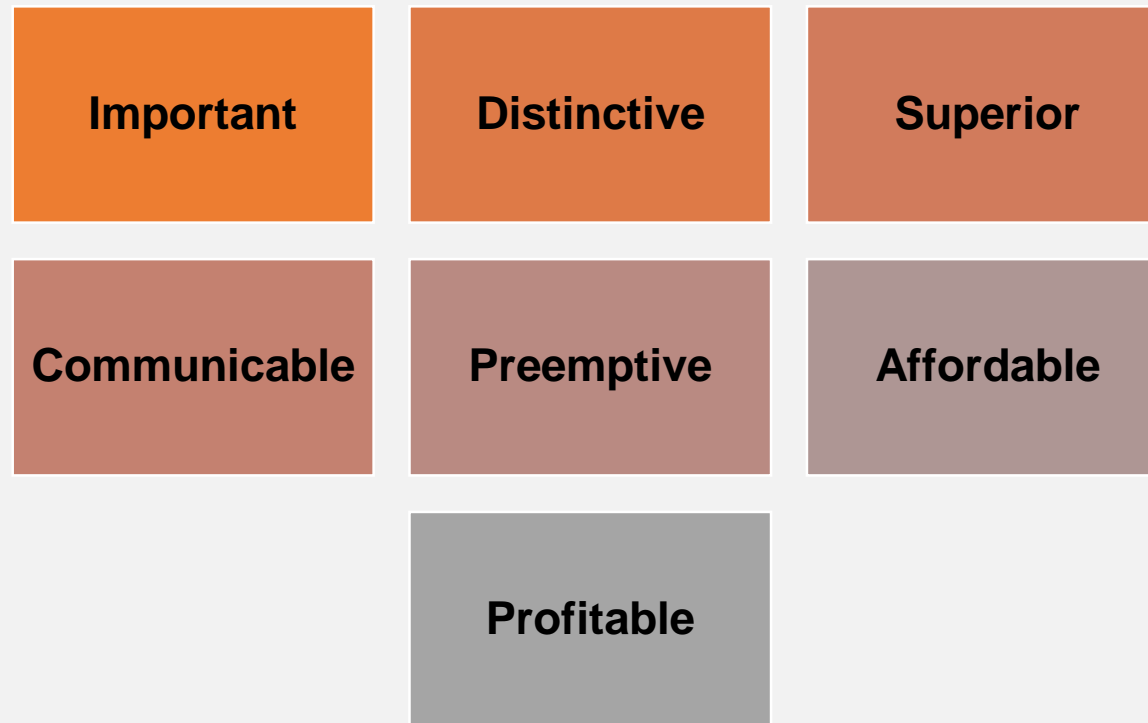 Important
Distinctive
Superior
Communicable
Preemptive
Affordable
Profitable